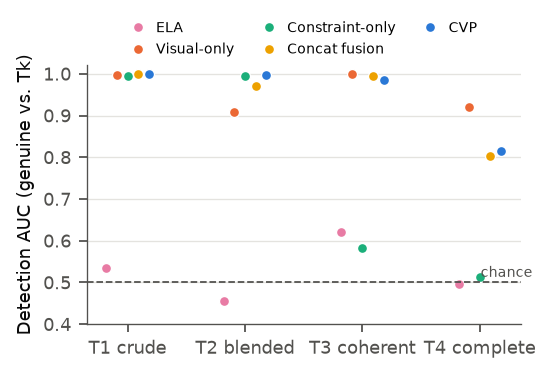 ELA
Constraint-only
CVP
Visual-only
Concat fusion
Detection AUC (genuine vs. Tk)
1.0
0.9
0.8
0.7
0.6
0.5
0.4
chance
T1 crude
T2 blended
T3 coherent
T4 complete